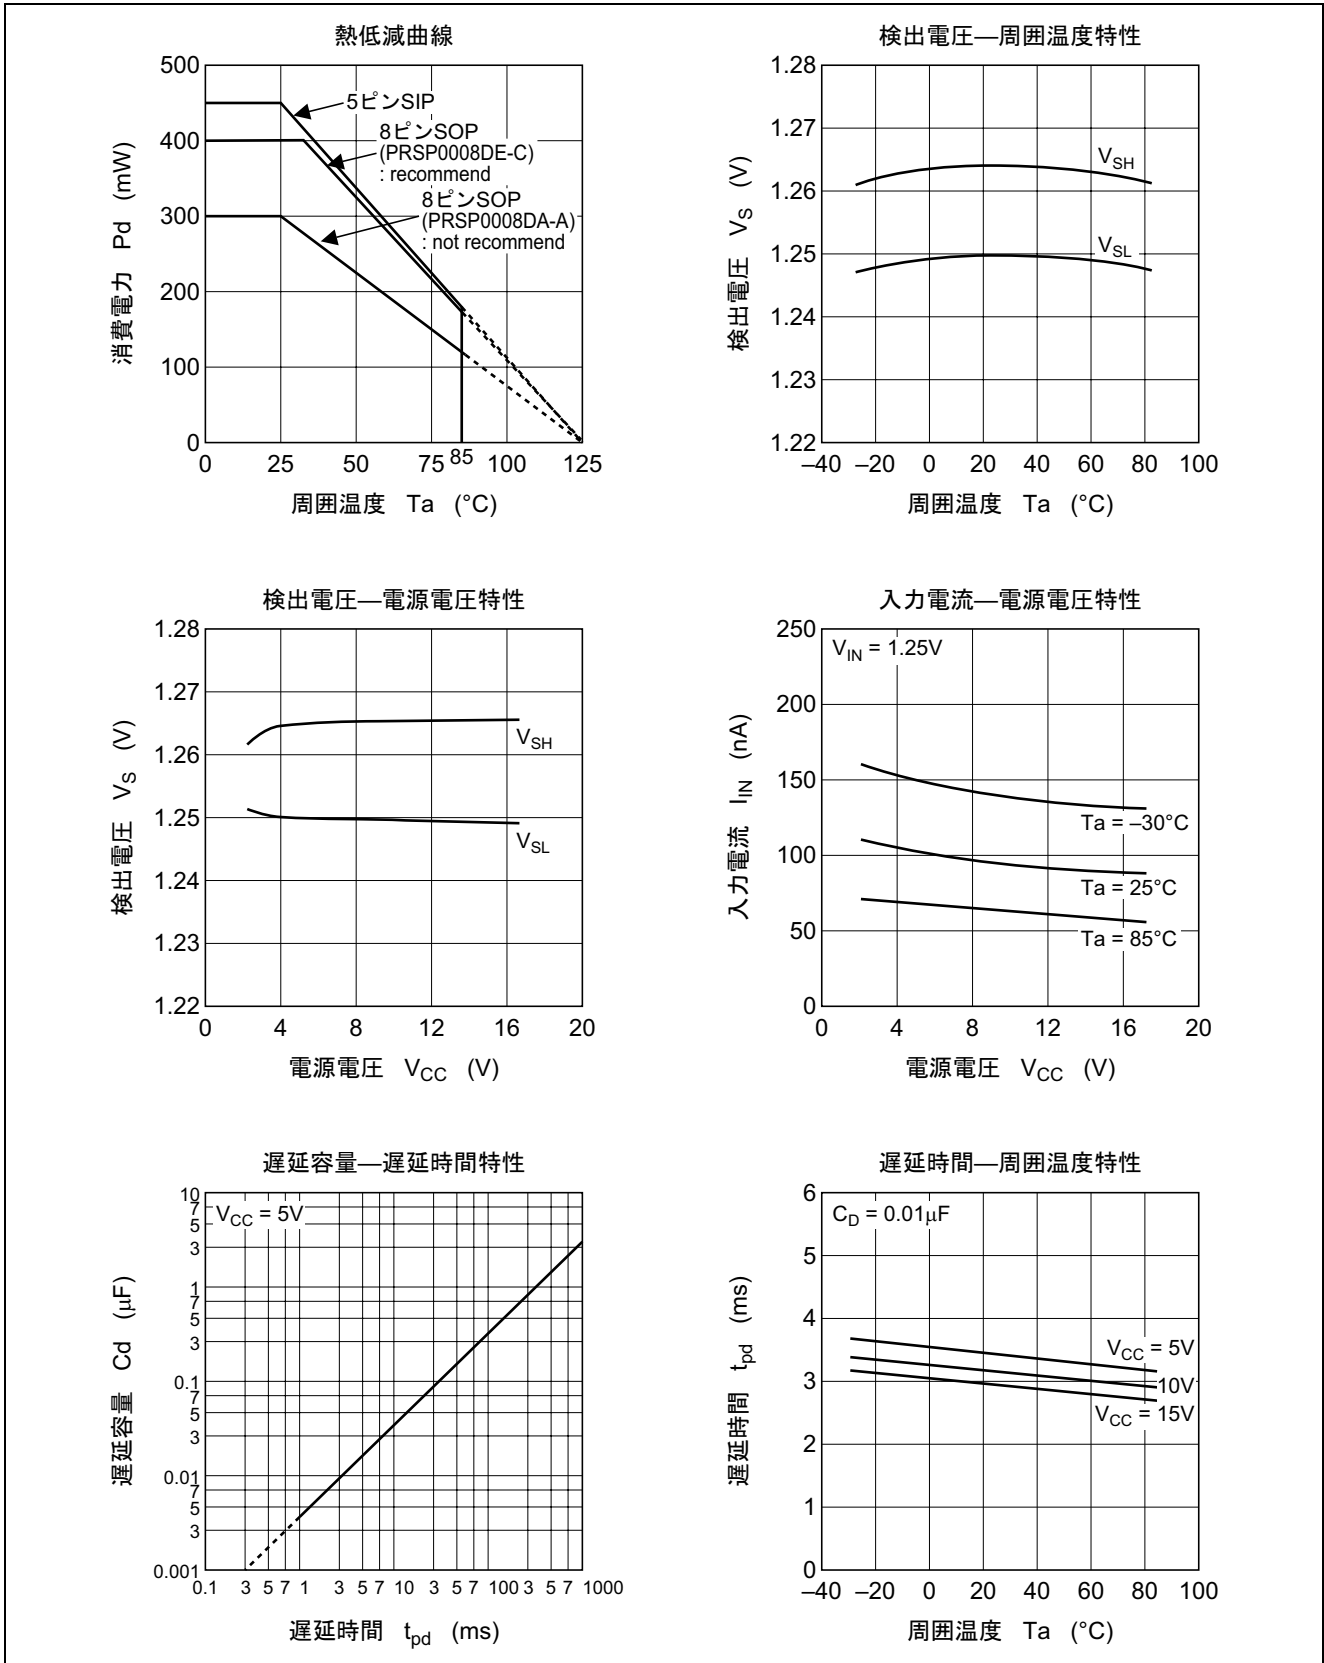 熱低減曲線
500
400
300
200
100
0
消費電力 Pd (mW)
5ピンSIP
8ピンSOP
(PRSP0008DE-C)
: recommend
8ピンSOP
(PRSP0008DA-A)
: not recommend
0 25 50 75 85 100 125
周囲温度 Ta (°C)
検出電圧—周囲温度特性
1.28
1.27
1.26
1.25
1.24
1.23
1.22
検出電圧 VS (V)
VSH
VSL
–40 –20 0 20 40 60 80 100
周囲温度 Ta (°C)
検出電圧—電源電圧特性
1.28
1.27
1.26
1.25
1.24
1.23
1.22
検出電圧 VS (V)
VSH
VSL
0 4 8 12 16 20
電源電圧 VCC (V)
入力電流—電源電圧特性
250
200
150
100
50
0
入力電流 IIN (nA)
VIN = 1.25V
Ta = –30°C
Ta = 25°C
Ta = 85°C
0 4 8 12 16 20
電源電圧 VCC (V)
遅延容量—遅延時間特性
10
7
5
3
1
7
5
3
0.1
7
5
3
0.01
7
5
3
0.001
遅延容量 Cd (μF)
VCC = 5V
0.1 3 5 7 1 3 5 7 10 3 5 7 100 3 5 7 1000
遅延時間 tpd (ms)
遅延時間—周囲温度特性
6
5
4
3
2
1
0
遅延時間 tpd (ms)
CD = 0.01μF
VCC = 5V
10V
VCC = 15V
–40 –20 0 20 40 60 80 100
周囲温度 Ta (°C)